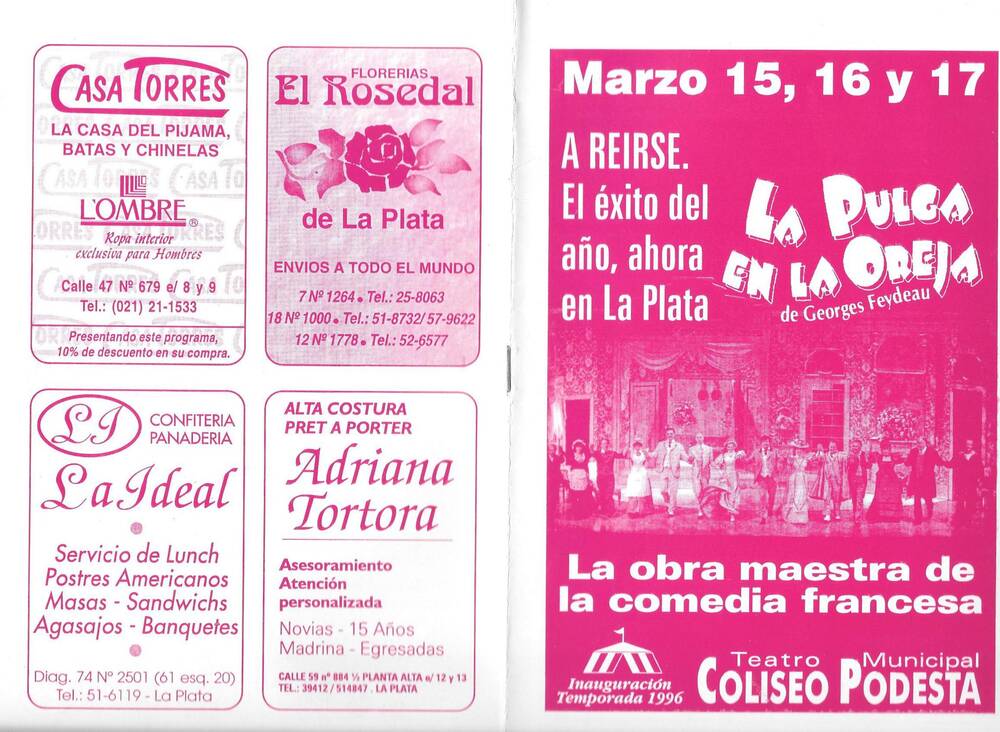 CASA TORRES
LA CASA DEL PIJAMA,
BATAS Y CHINELAS
L'OMBRE ®
Ropa interior
exclusiva para Hombres
Calle 47 Nº 679 e/ 8 y 9
Tel.: (021) 21-1533
Presentando este programa,
10% de descuento en su compra.
FLORERIAS
El Rosedal
de La Plata
ENVIOS A TODO EL MUNDO
7 Nº 1264 • Tel.: 25-8063
18 Nº 1000 • Tel.: 51-8732/ 57-9622
12 Nº 1778 • Tel.: 52-6577
LI
CONFITERIA
PANADERIA
La Ideal
Servicio de Lunch
Postres Americanos
Masas - Sandwichs
Agasajos - Banquetes
Diag. 74 Nº 2501 (61 esq. 20)
Tel.: 51-6119 - La Plata
ALTA COSTURA
PRET A PORTER
Adriana
Tortora
Asesoramiento
Atención
personalizada
Novias - 15 Años
Madrina - Egresadas
CALLE 59 nº 884 ½ PLANTA ALTA e/ 12 y 13
TEL.: 39412 / 514847 . LA PLATA
Marzo 15, 16 y 17
A REIRSE.
El éxito del
año, ahora
en La Plata
LA PULGA
EN LA OREJA
de Georges Feydeau
La obra maestra de
la comedia francesa
Inauguración
Temporada 1996
Teatro Municipal
COLISEO PODESTA